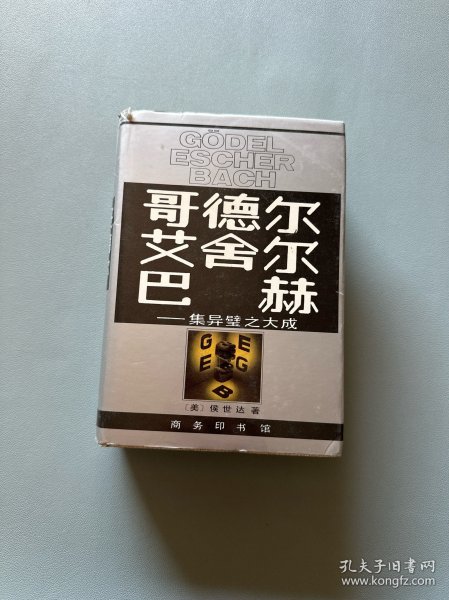 GÖDEL
ESCHER
BACH
哥德尔
艾舍尔
巴 赫
——集异璧之大成
G E
E G
B
〔美〕侯世达 著
商务印书馆
孔夫子旧书网
www.kongfz.com